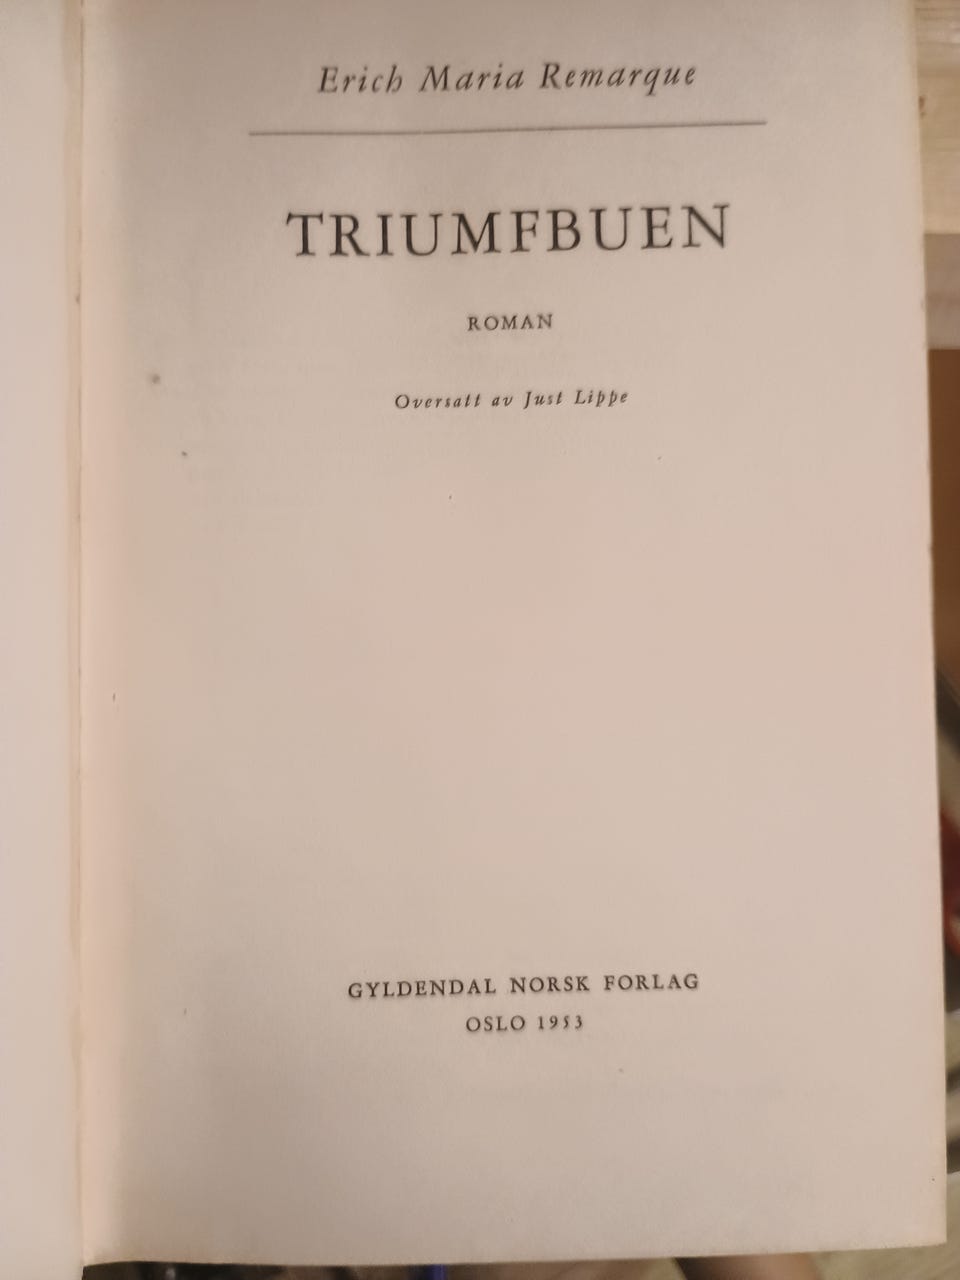 Erich Maria Remarque
TRIUMFBUEN
ROMAN
Oversatt av Just Lippe
GYLDENDAL NORSK FORLAG
OSLO 1953